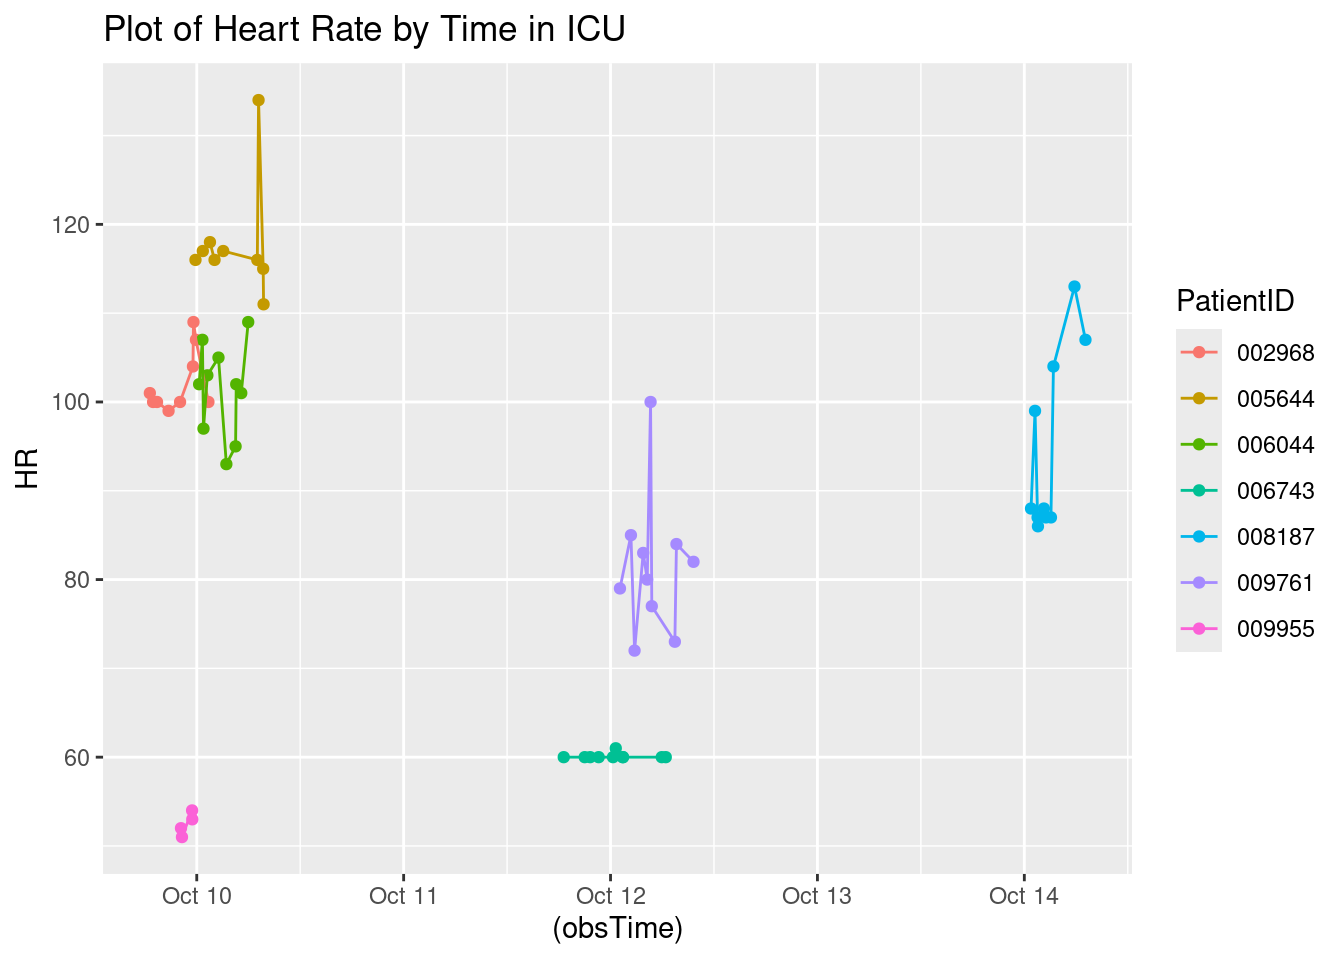 Plot of Heart Rate by Time in ICU
HR
120
100
80
60
Oct 10
Oct 11
Oct 12
Oct 13
Oct 14
(obsTime)
PatientID
002968
005644
006044
006743
008187
009761
009955